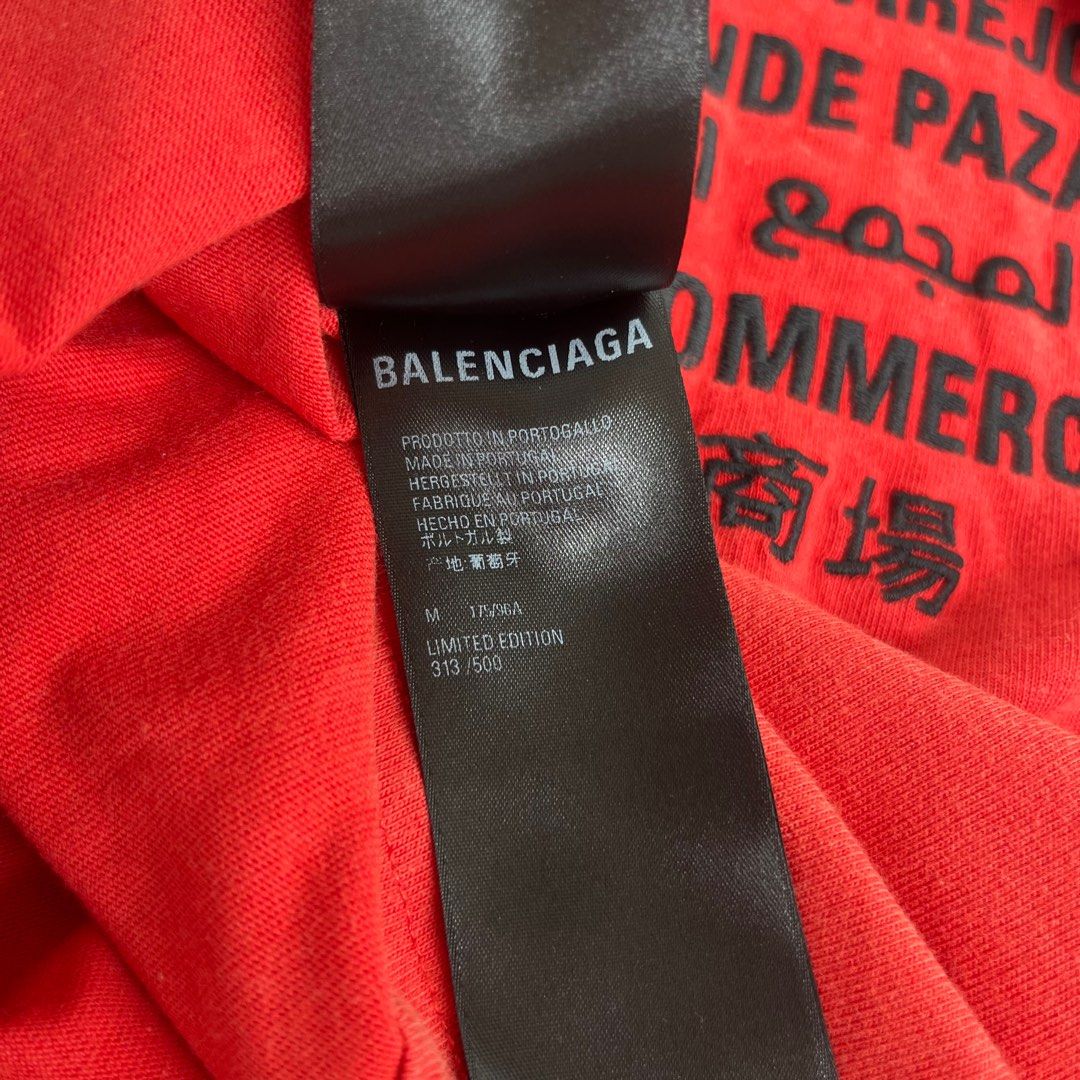 AREJO
NDE PAZA
المجمع
OMMERC
商場
BALENCIAGA
PRODOTTO IN PORTOGALLO
MADE IN PORTUGAL
HERGESTELLT IN PORTUGAL
FABRIQUE AU PORTUGAL
HECHO EN PORTUGAL
ポルトガル製
产地:葡萄牙
M 175/96A
LIMITED EDITION
313 /500